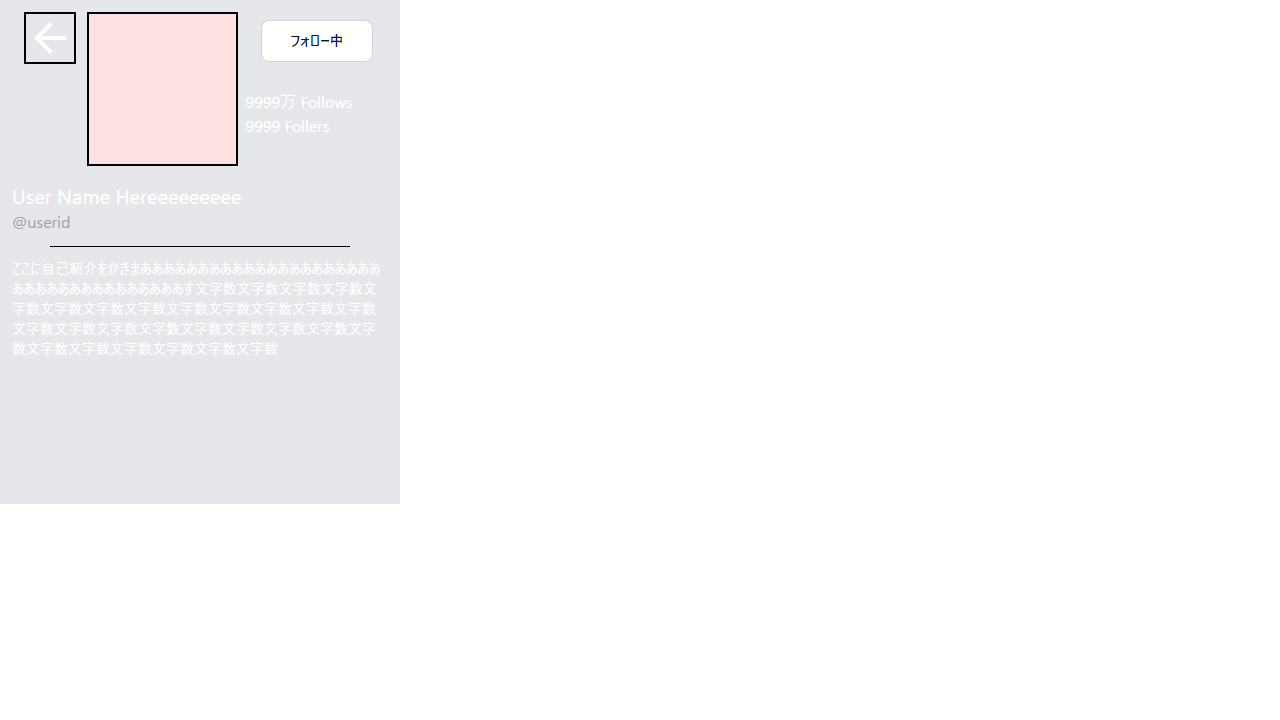 フォロー中
9999万 Follows
9999 Follers
User Name Hereeeeeeeeee
@userid
ここに自己紹介をかきまあああああああああああああああああああああ
あああああああああああああああす文字数文字数文字数文字数文
字数文字数文字数文字数文字数文字数文字数文字数文字数
文字数文字数文字数文字数文字数文字数文字数文字数文字
数文字数文字数文字数文字数文字数文字数